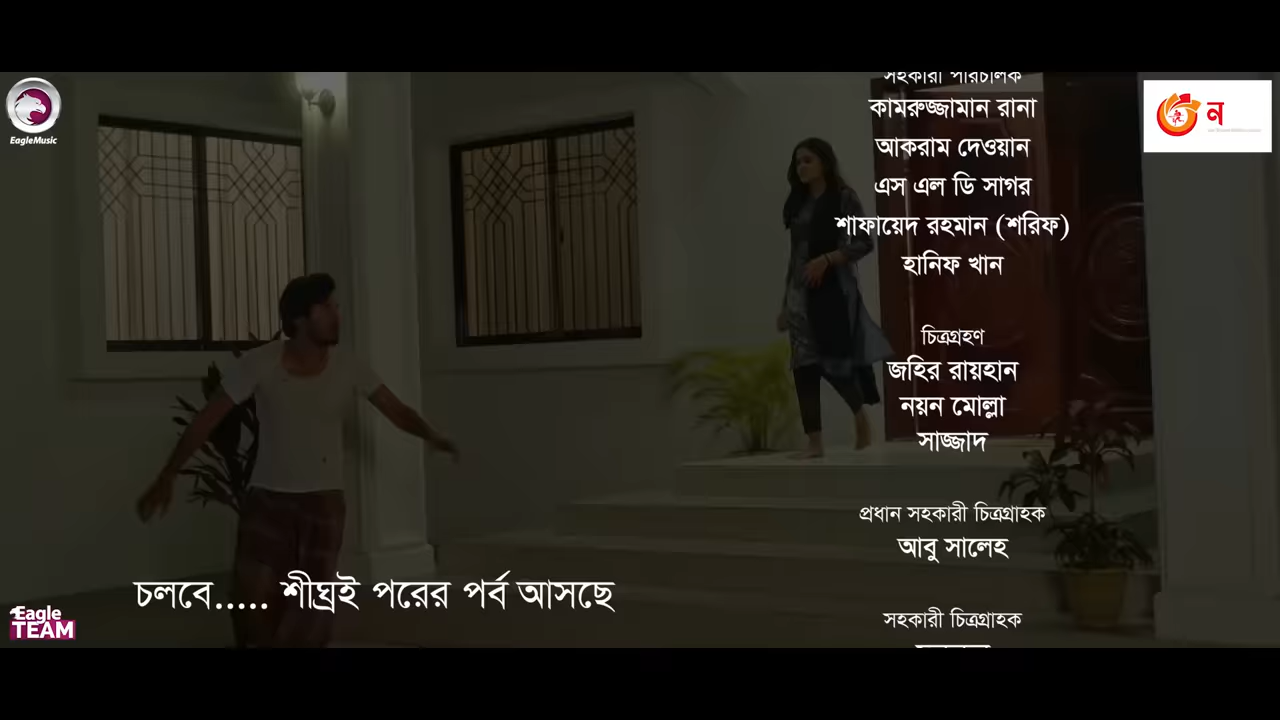 EagleMusic
সহকারী পরিচালক
কামরুজ্জামান রানা
আকরাম দেওয়ান
এস এল ডি সাগর
শাফায়েদ রহমান (শরিফ)
হানিফ খান
চিত্রগ্রহণ
জহির রায়হান
নয়ন মোল্লা
সাজ্জাদ
প্রধান সহকারী চিত্রগ্রাহক
আবু সালেহ
সহকারী চিত্রগ্রাহক
ন
চলবে..... শীঘ্রই পরের পর্ব আসছে
Eagle
TEAM